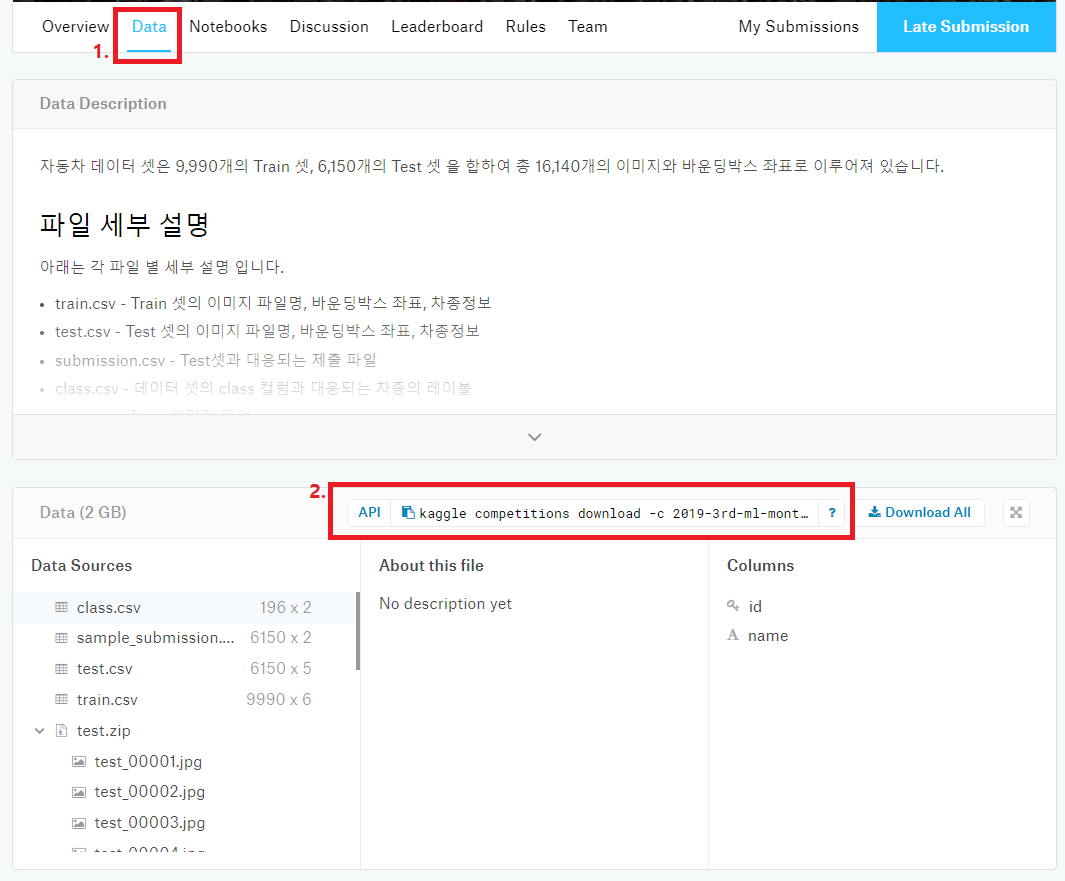 Overview Data Notebooks Discussion Leaderboard Rules Team My Submissions Late Submission
1.
Data Description
자동차 데이터 셋은 9,990개의 Train 셋, 6,150개의 Test 셋 을 합하여 총 16,140개의 이미지와 바운딩박스 좌표로 이루어져 있습니다.
파일 세부 설명
아래는 각 파일 별 세부 설명 입니다.
• train.csv - Train 셋의 이미지 파일명, 바운딩박스 좌표, 차종정보
• test.csv - Test 셋의 이미지 파일명, 바운딩박스 좌표, 차종정보
• submission.csv - Test셋과 대응되는 제출 파일
• class.csv - 데이터 셋의 class 컬럼과 대응되는 차종의 레이블
2.
Data (2 GB) API kaggle competitions download -c 2019-3rd-ml-mont… ? Download All
Data Sources About this file Columns
class.csv 196 x 2 No description yet id
sample_submission.... 6150 x 2 A name
test.csv 6150 x 5
train.csv 9990 x 6
test.zip
test_00001.jpg
test_00002.jpg
test_00003.jpg